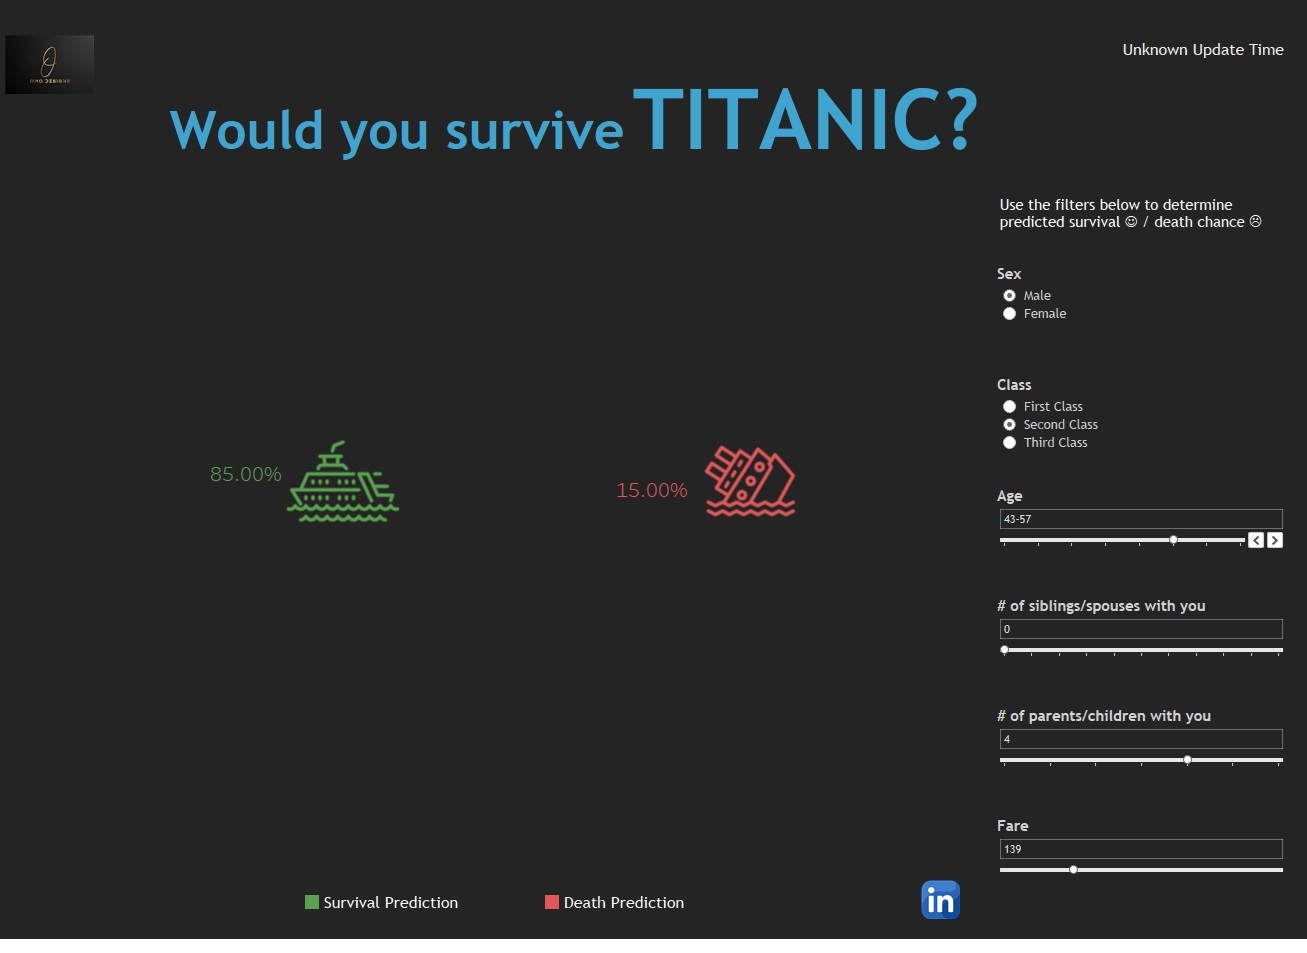 Unknown Update Time
Would you survive TITANIC?
Use the filters below to determine
predicted survival ☺ / death chance ☹
Sex
Male
Female
Class
First Class
Second Class
Third Class
Age
43-57
# of siblings/spouses with you
0
# of parents/children with you
4
Fare
139
85.00%
15.00%
Survival Prediction
Death Prediction
in